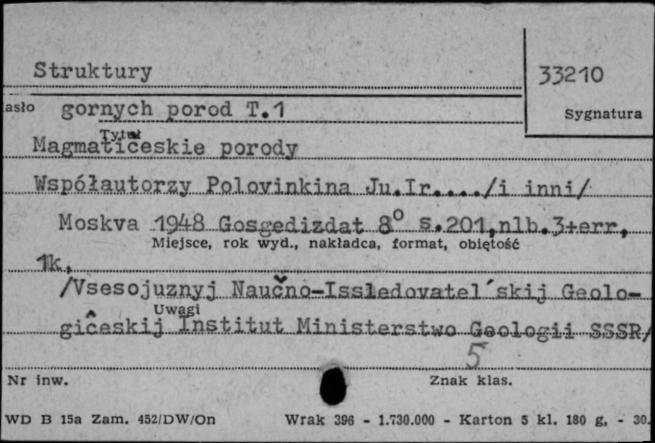 Struktury
33210
asło gornych porod T.1
Sygnatura
Tytuł
Magmatičeskie porody
Współautorzy Polovinkina Ju.Ir..../i inni/
Moskva 1948 Gosgedizdat 8° s.201,nlb.3+err,
Miejsce, rok wyd., nakładca, format, obiętość
1k,
/Vsesojuznyj Naučno-Issledovatel´skij Geolo-
Uwagi
gičeskij Institut Ministerstwo Geologii SSSR/
5
Nr inw.
Znak klas.
WD B 15a Zam. 452/DW/On
Wrak 396 - 1.730.000 - Karton 5 kl. 180 g, - 30.